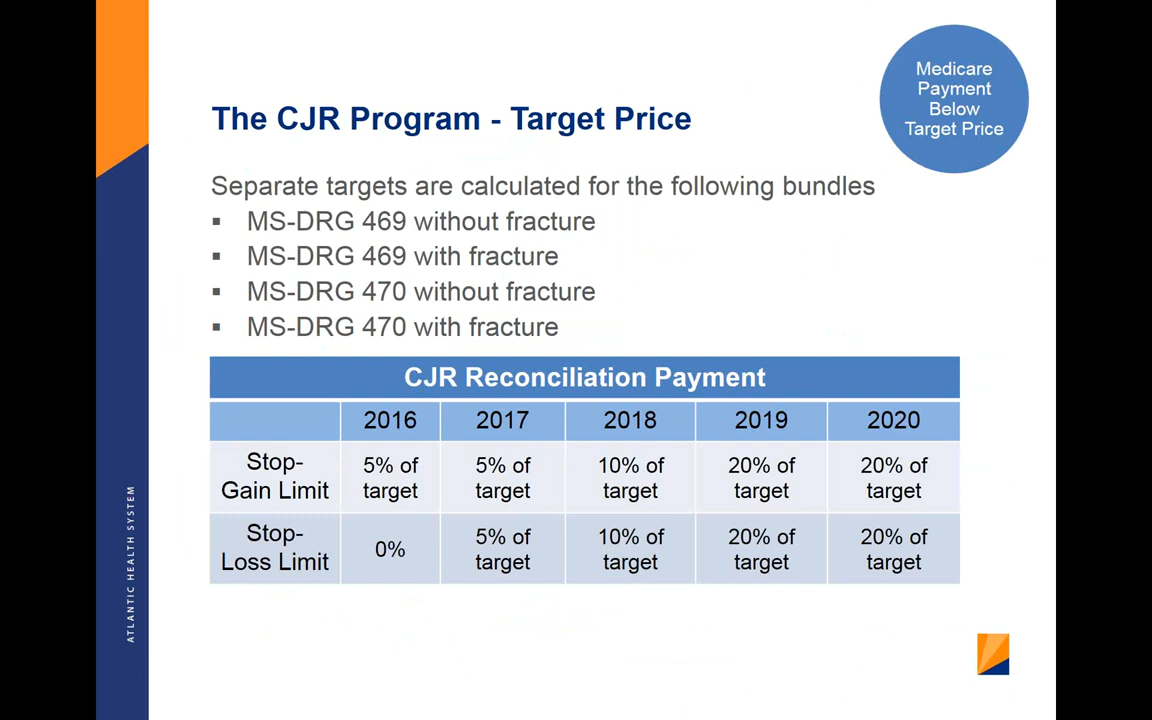 Medicare
Payment
Below
Target Price
The CJR Program - Target Price
Separate targets are calculated for the following bundles
▪ MS-DRG 469 without fracture
▪ MS-DRG 469 with fracture
▪ MS-DRG 470 without fracture
▪ MS-DRG 470 with fracture
CJR Reconciliation Payment
2016 2017 2018 2019 2020
Stop-Gain Limit 5% of target 5% of target 10% of target 20% of target 20% of target
Stop-Loss Limit 0% 5% of target 10% of target 20% of target 20% of target
ATLANTIC HEALTH SYSTEM